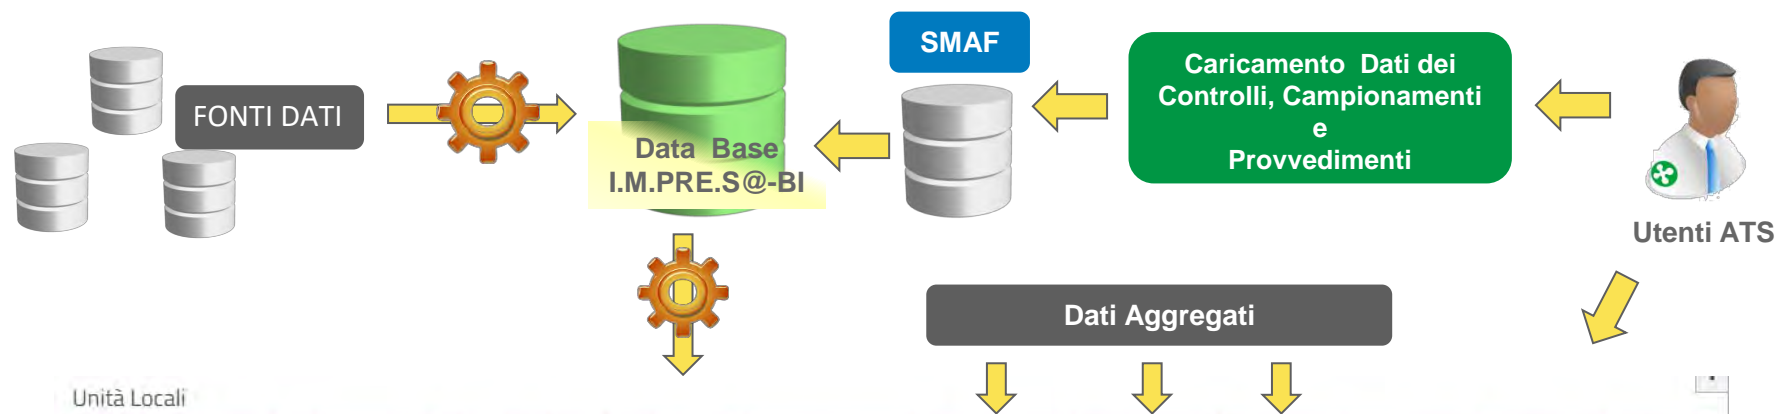 SMAF
Caricamento Dati dei
Controlli, Campionamenti
e
Provvedimenti
FONTI DATI
Data Base
I.M.PRE.S@-BI
Utenti ATS
Dati Aggregati
Unità Locali